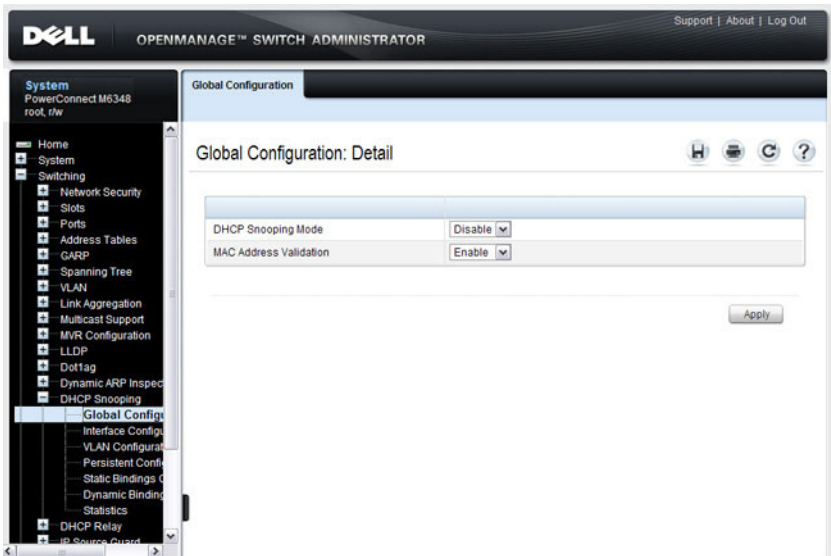 Support | About | Log Out
DELL
OPENMANAGE™ SWITCH ADMINISTRATOR
System
PowerConnect M6348
root, r/w
Home
System
Switching
Network Security
Slots
Ports
Address Tables
GARP
Spanning Tree
VLAN
Link Aggregation
Multicast Support
MVR Configuration
LLDP
Dot1ag
Dynamic ARP Inspec
DHCP Snooping
Global Configu
Interface Configu
VLAN Configurat
Persistent Confi
Static Bindings C
Dynamic Binding
Statistics
DHCP Relay
IP Source Guard
Global Configuration
Global Configuration: Detail
DHCP Snooping Mode Disable
MAC Address Validation Enable
Apply